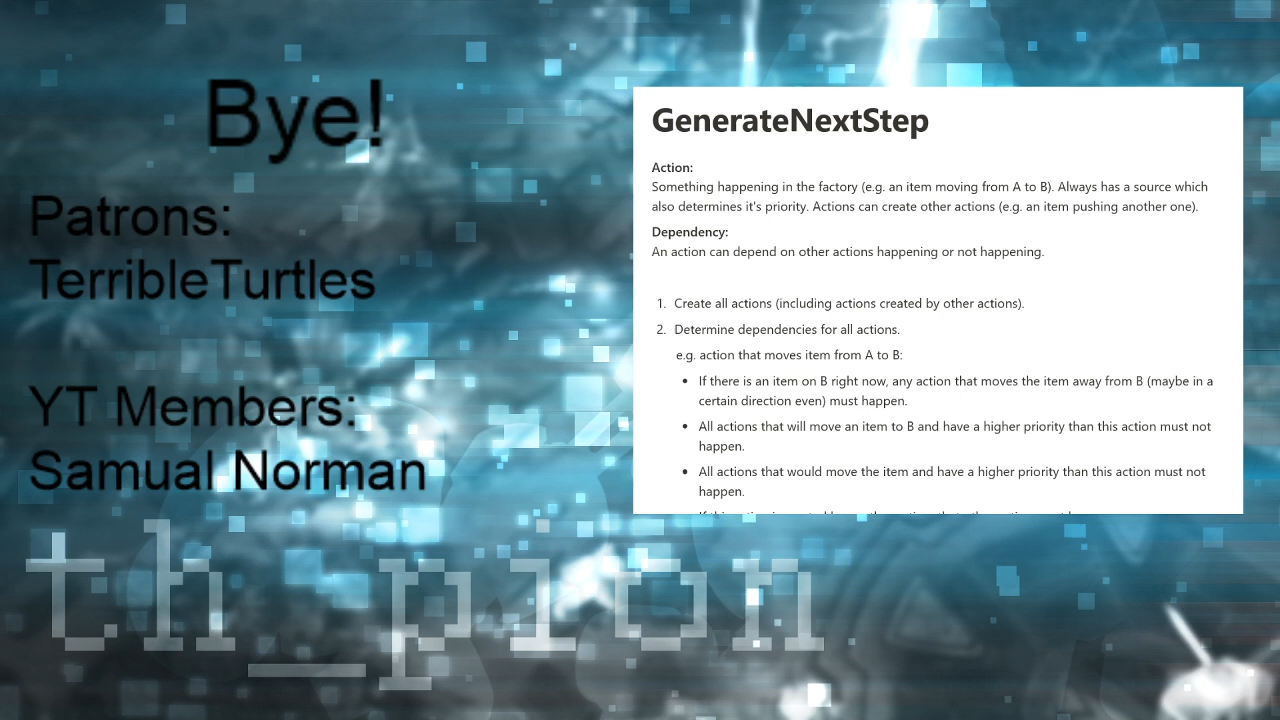 Bye!
Patrons:
TerribleTurtles
YT Members:
Samual Norman
th_pion
GenerateNextStep
Action:
Something happening in the factory (e.g. an item moving from A to B). Always has a source which
also determines it's priority. Actions can create other actions (e.g. an item pushing another one).
Dependency:
An action can depend on other actions happening or not happening.
1. Create all actions (including actions created by other actions).
2. Determine dependencies for all actions.
e.g. action that moves item from A to B:
• If there is an item on B right now, any action that moves the item away from B (maybe in a
certain direction even) must happen.
• All actions that will move an item to B and have a higher priority than this action must not
happen.
• All actions that would move the item and have a higher priority than this action must not
happen.